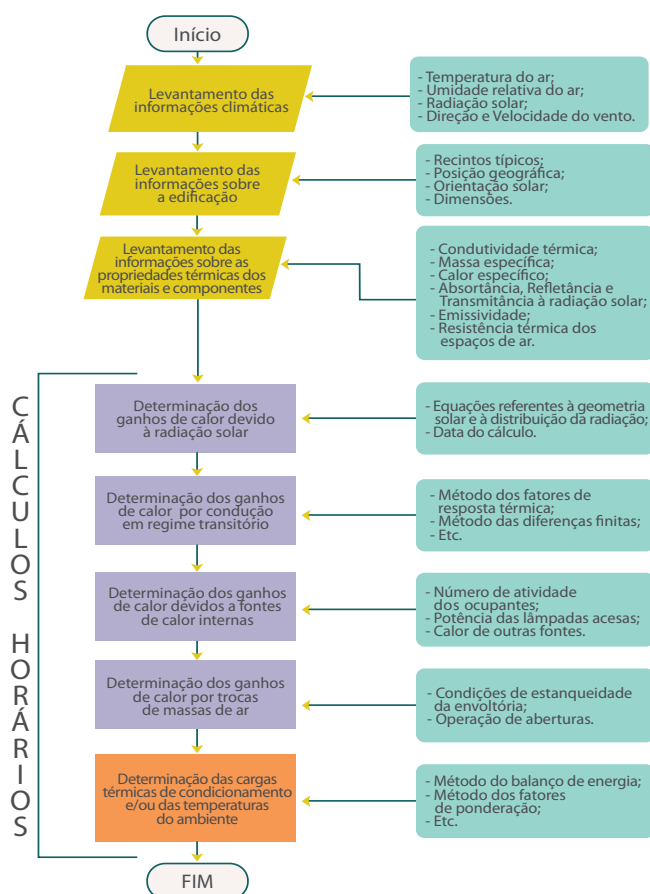 Início
Levantamento das
informações climáticas
- Temperatura do ar;
- Umidade relativa do ar;
- Radiação solar;
- Direção e Velocidade do vento.
Levantamento das
informações sobre
a edificação
- Recintos típicos;
- Posição geográfica;
- Orientação solar;
- Dimensões.
Levantamento das
informações sobre as
propriedades térmicas dos
materiais e componentes
- Condutividade térmica;
- Massa específica;
- Calor específico;
- Absortância, Refletância e
Transmitância à radiação solar;
- Emissividade;
- Resistência térmica dos
espaços de ar.
CÁLCULOS HORÁRIOS
Determinação dos
ganhos de calor devido
à radiação solar
- Equações referentes à geometria
solar e à distribuição da radiação;
- Data do cálculo.
Determinação dos ganhos
de calor por condução
em regime transitório
- Método dos fatores de
resposta térmica;
- Método das diferenças finitas;
- Etc.
Determinação dos ganhos
de calor devidos a fontes
de calor internas
- Número de atividade
dos ocupantes;
- Potência das lâmpadas acesas;
- Calor de outras fontes.
Determinação dos ganhos
de calor por trocas
de massas de ar
- Condições de estanqueidade
da envoltória;
- Operação de aberturas.
Determinação das cargas
térmicas de condicionamento
e/ou das temperaturas
do ambiente
- Método do balanço de energia;
- Método dos fatores
de ponderação;
- Etc.
FIM